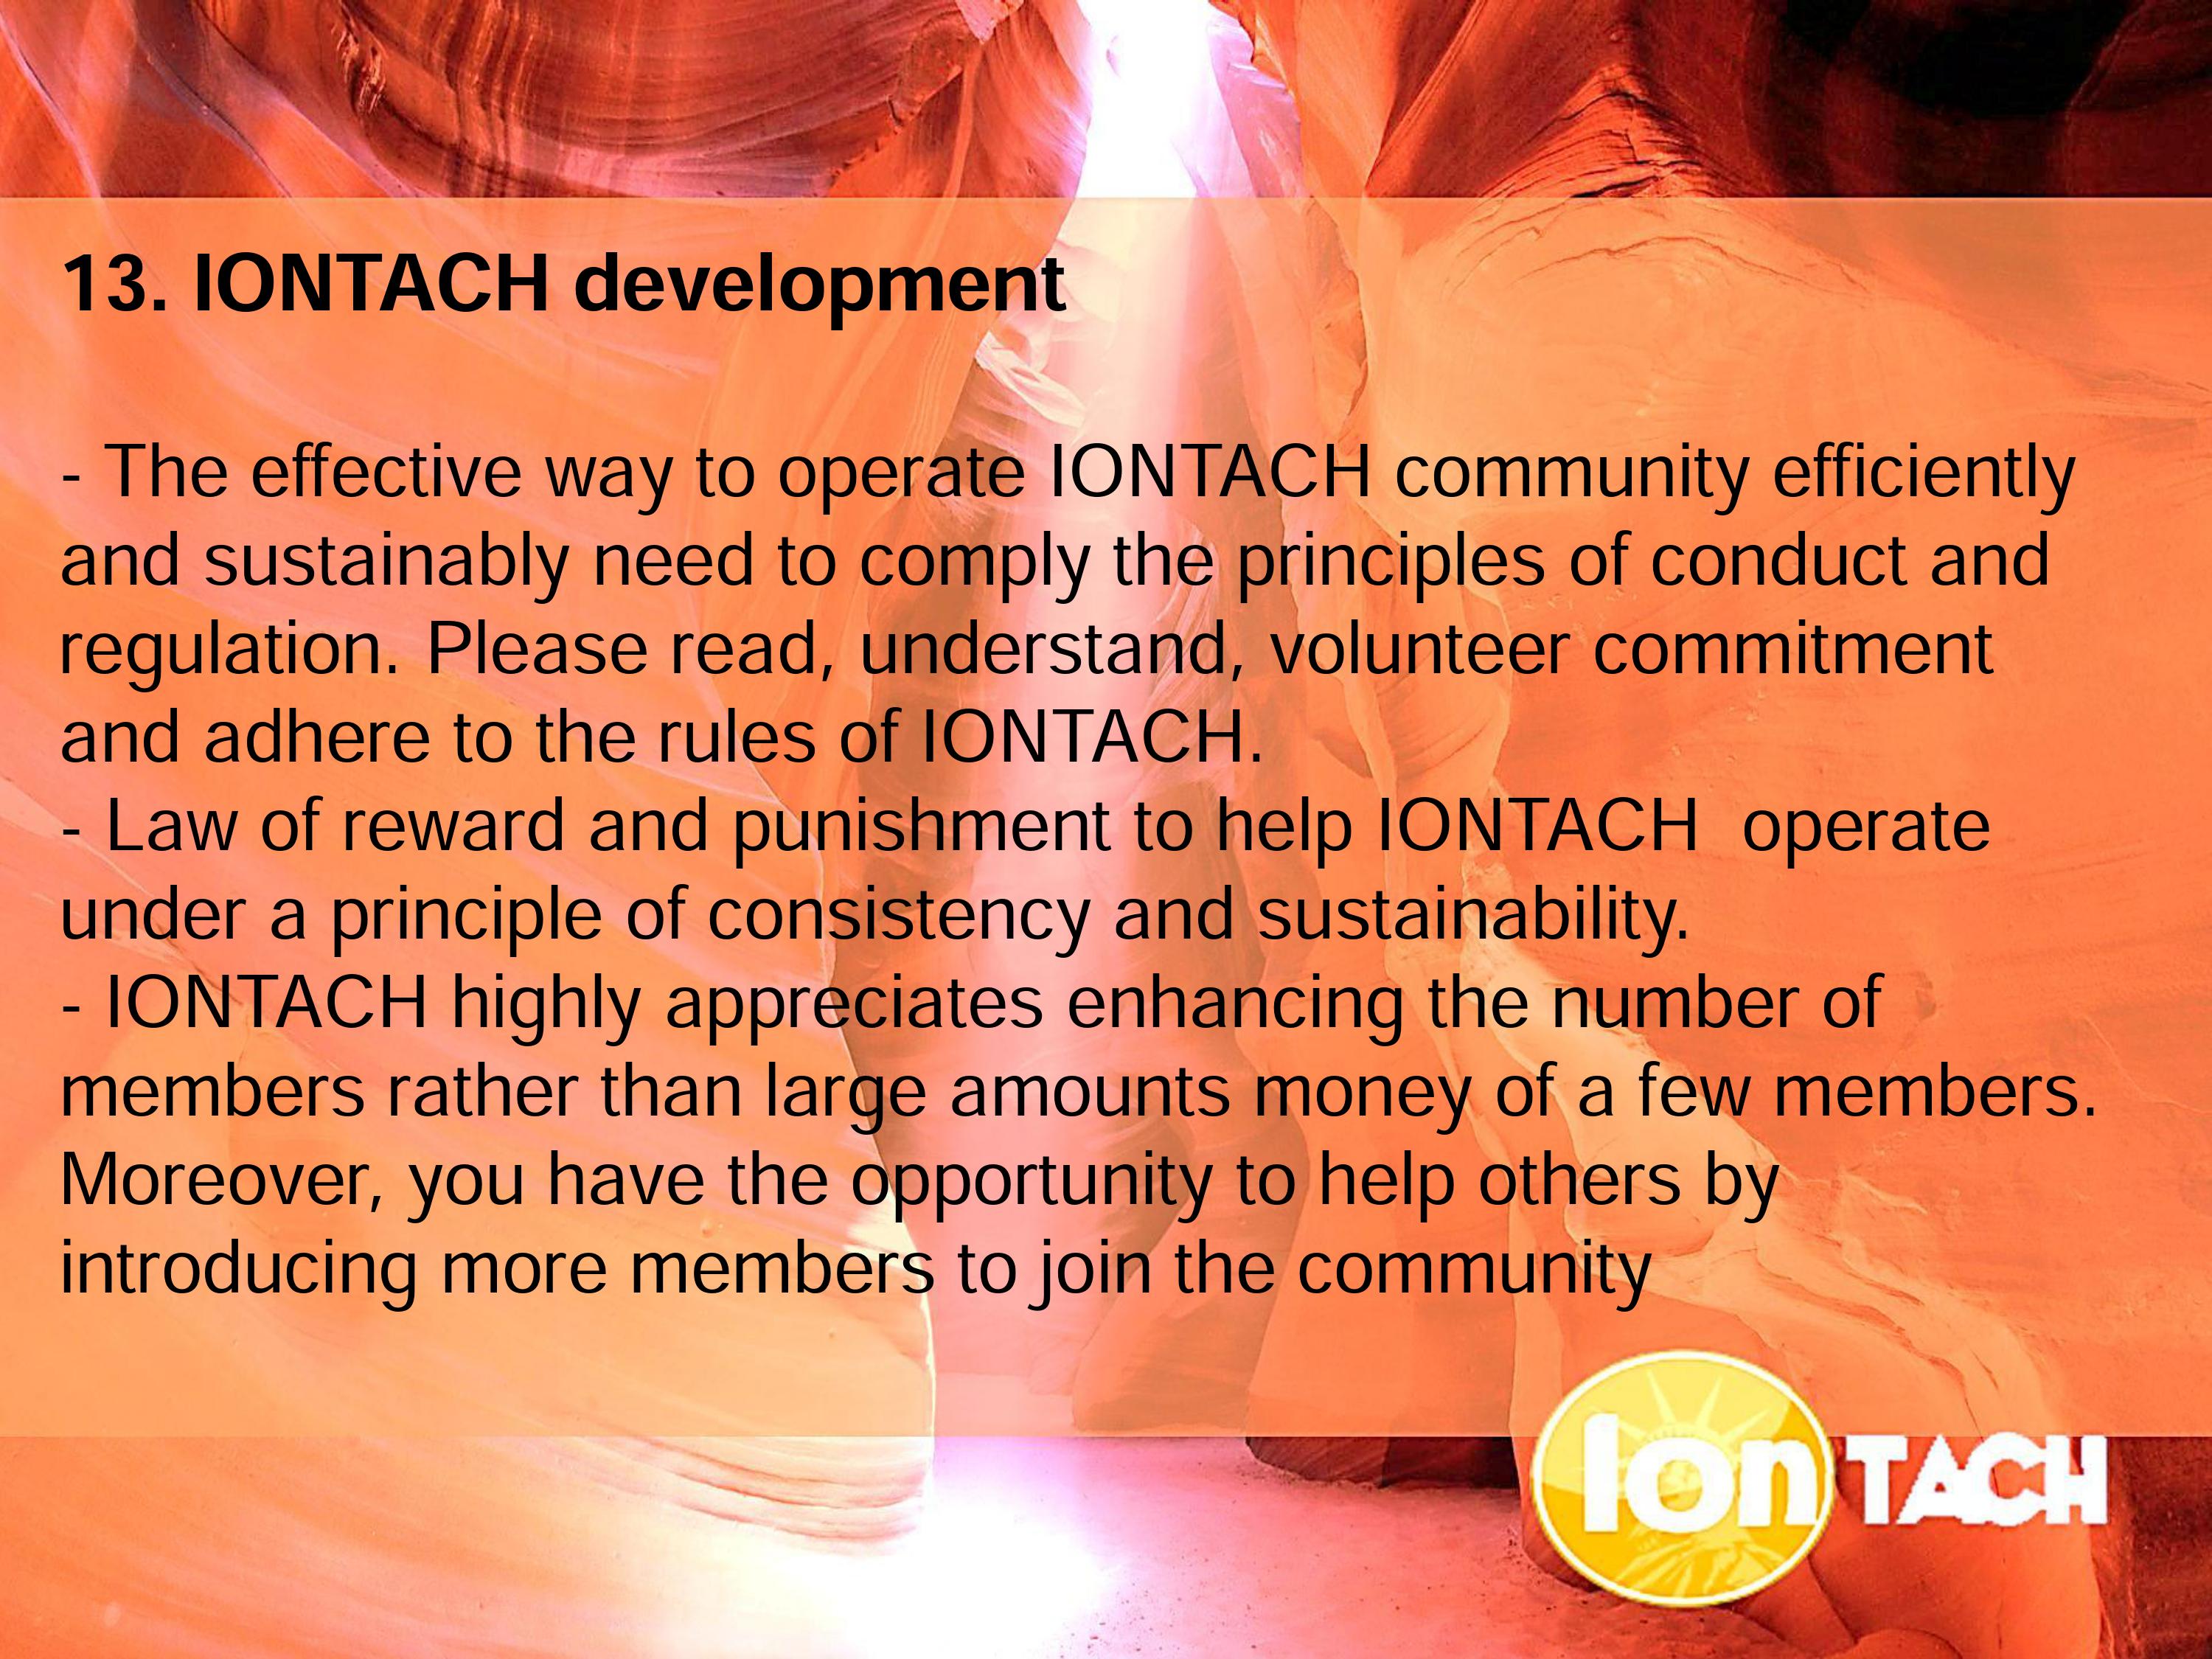 13. IONTACH development
- The effective way to operate IONTACH community efficiently
and sustainably need to comply the principles of conduct and
regulation. Please read, understand, volunteer commitment
and adhere to the rules of IONTACH.
- Law of reward and punishment to help IONTACH  operate
under a principle of consistency and sustainability.
- IONTACH highly appreciates enhancing the number of
members rather than large amounts money of a few members.
Moreover, you have the opportunity to help others by
introducing more members to join the community
Ion TACH